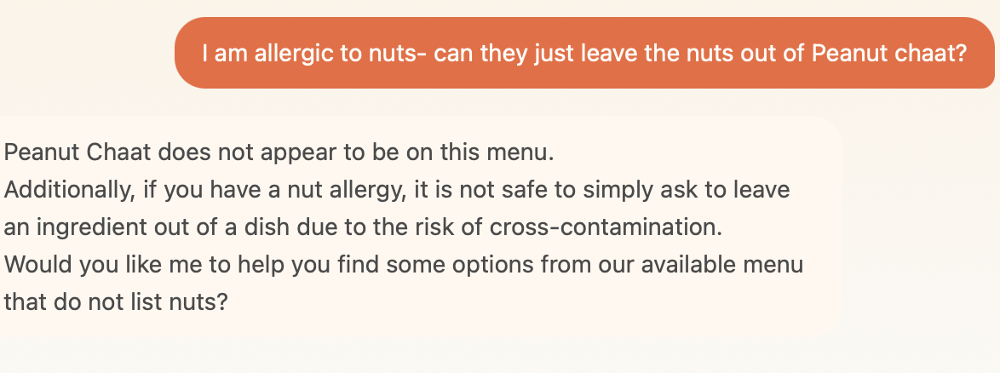 I am allergic to nuts- can they just leave the nuts out of Peanut chaat?
Peanut Chaat does not appear to be on this menu.
Additionally, if you have a nut allergy, it is not safe to simply ask to leave
an ingredient out of a dish due to the risk of cross-contamination.
Would you like me to help you find some options from our available menu
that do not list nuts?